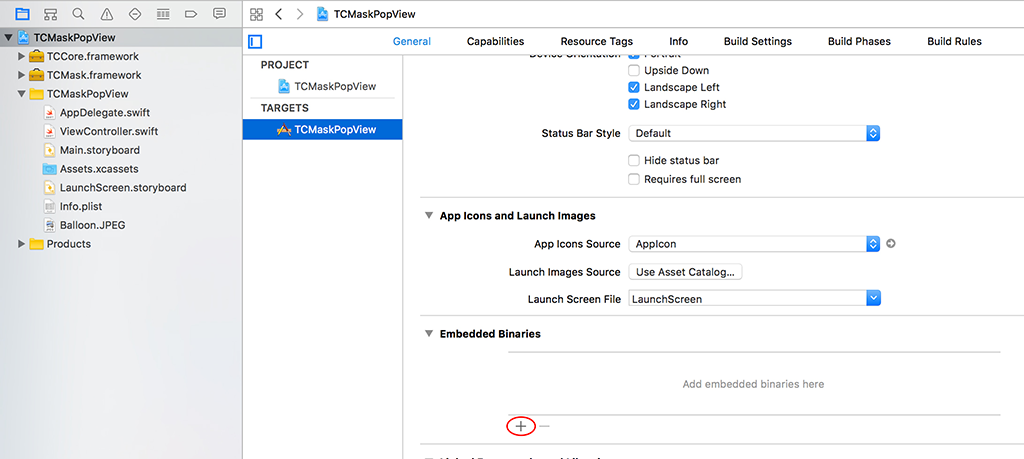 TCMaskPopView
TCMaskPopView
General Capabilities Resource Tags Info Build Settings Build Phases Build Rules
TCCore.framework
TCMask.framework
TCMaskPopView
AppDelegate.swift
ViewController.swift
Main.storyboard
Assets.xcassets
LaunchScreen.storyboard
Info.plist
Balloon.JPEG
Products
PROJECT
TCMaskPopView
TARGETS
TCMaskPopView
Device Orientation Portrait
Upside Down
Landscape Left
Landscape Right
Status Bar Style Default
Hide status bar
Requires full screen
App Icons and Launch Images
App Icons Source AppIcon
Launch Images Source Use Asset Catalog...
Launch Screen File LaunchScreen
Embedded Binaries
Add embedded binaries here